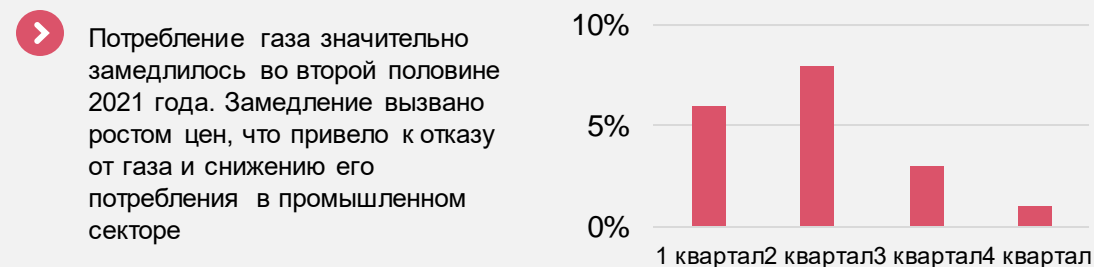 Потребление газа значительно
замедлилось во второй половине
2021 года. Замедление вызвано
ростом цен, что привело к отказу
от газа и снижению его
потребления в промышленном
секторе
10%
5%
0%
1 квартал2 квартал3 квартал4 квартал